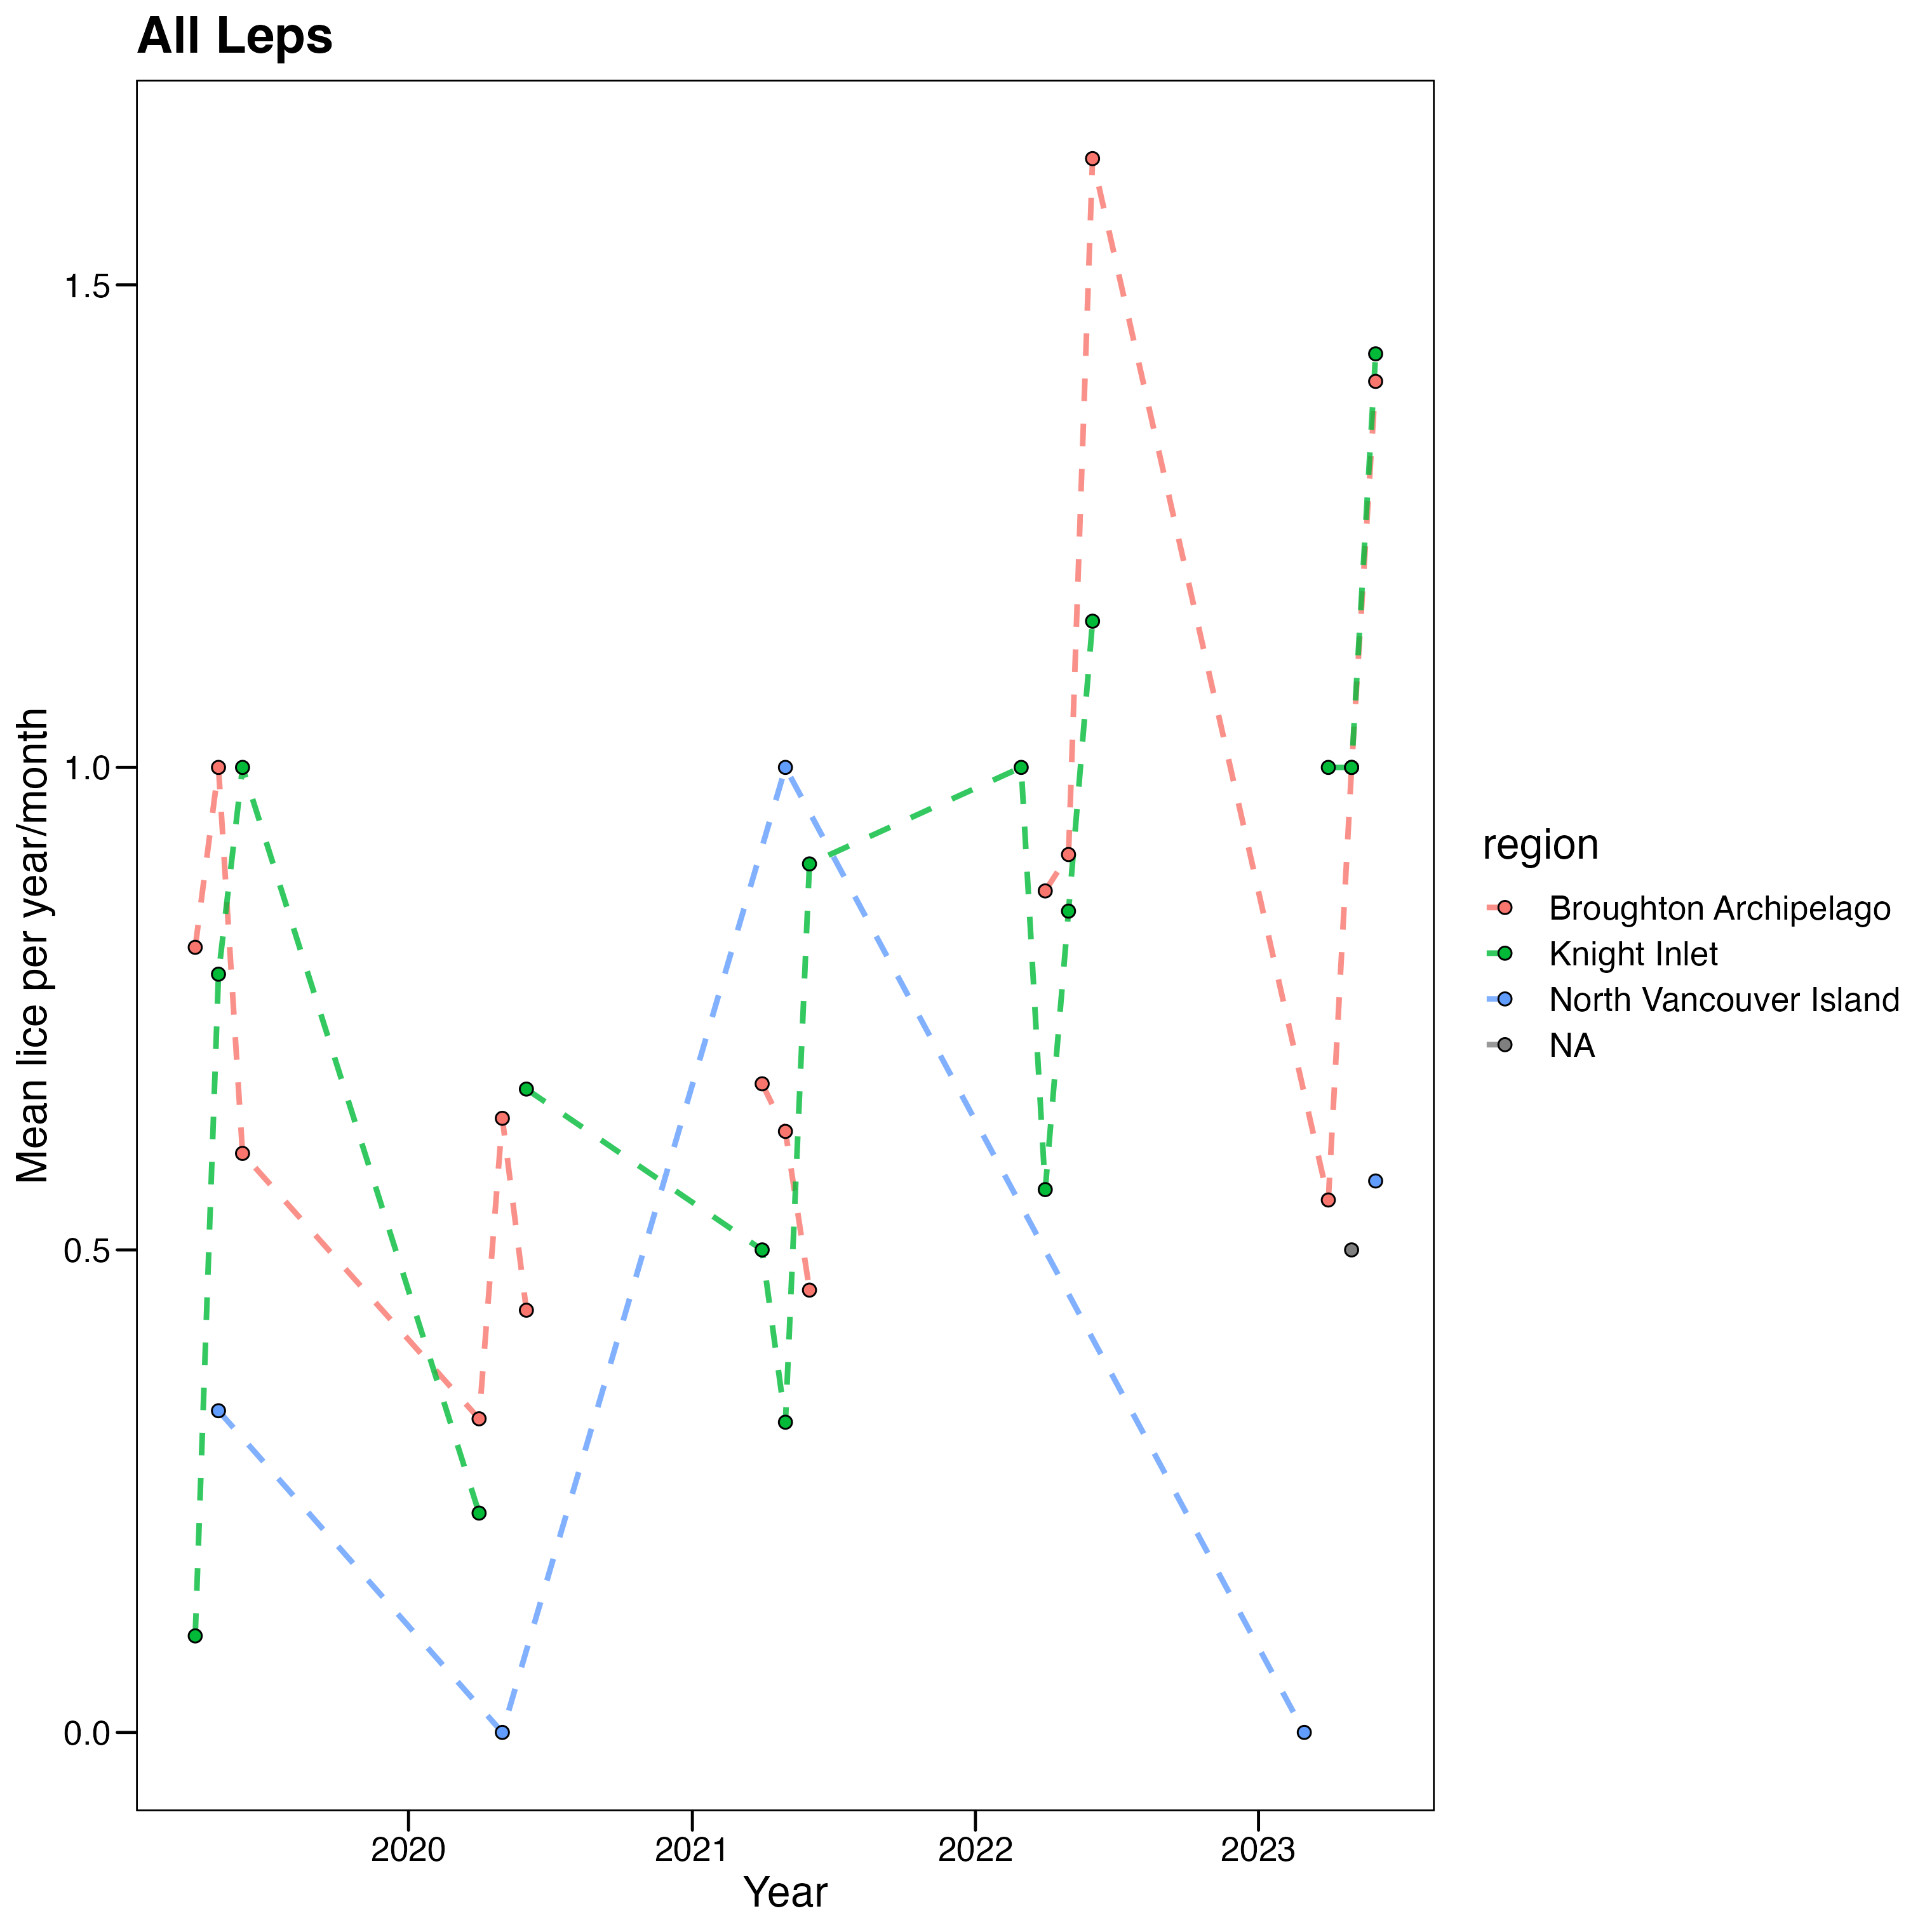 All Leps
Mean lice per year/month
1.5
1.0
0.5
0.0
2020
2021
2022
2023
Year
region
Broughton Archipelago
Knight Inlet
North Vancouver Island
NA